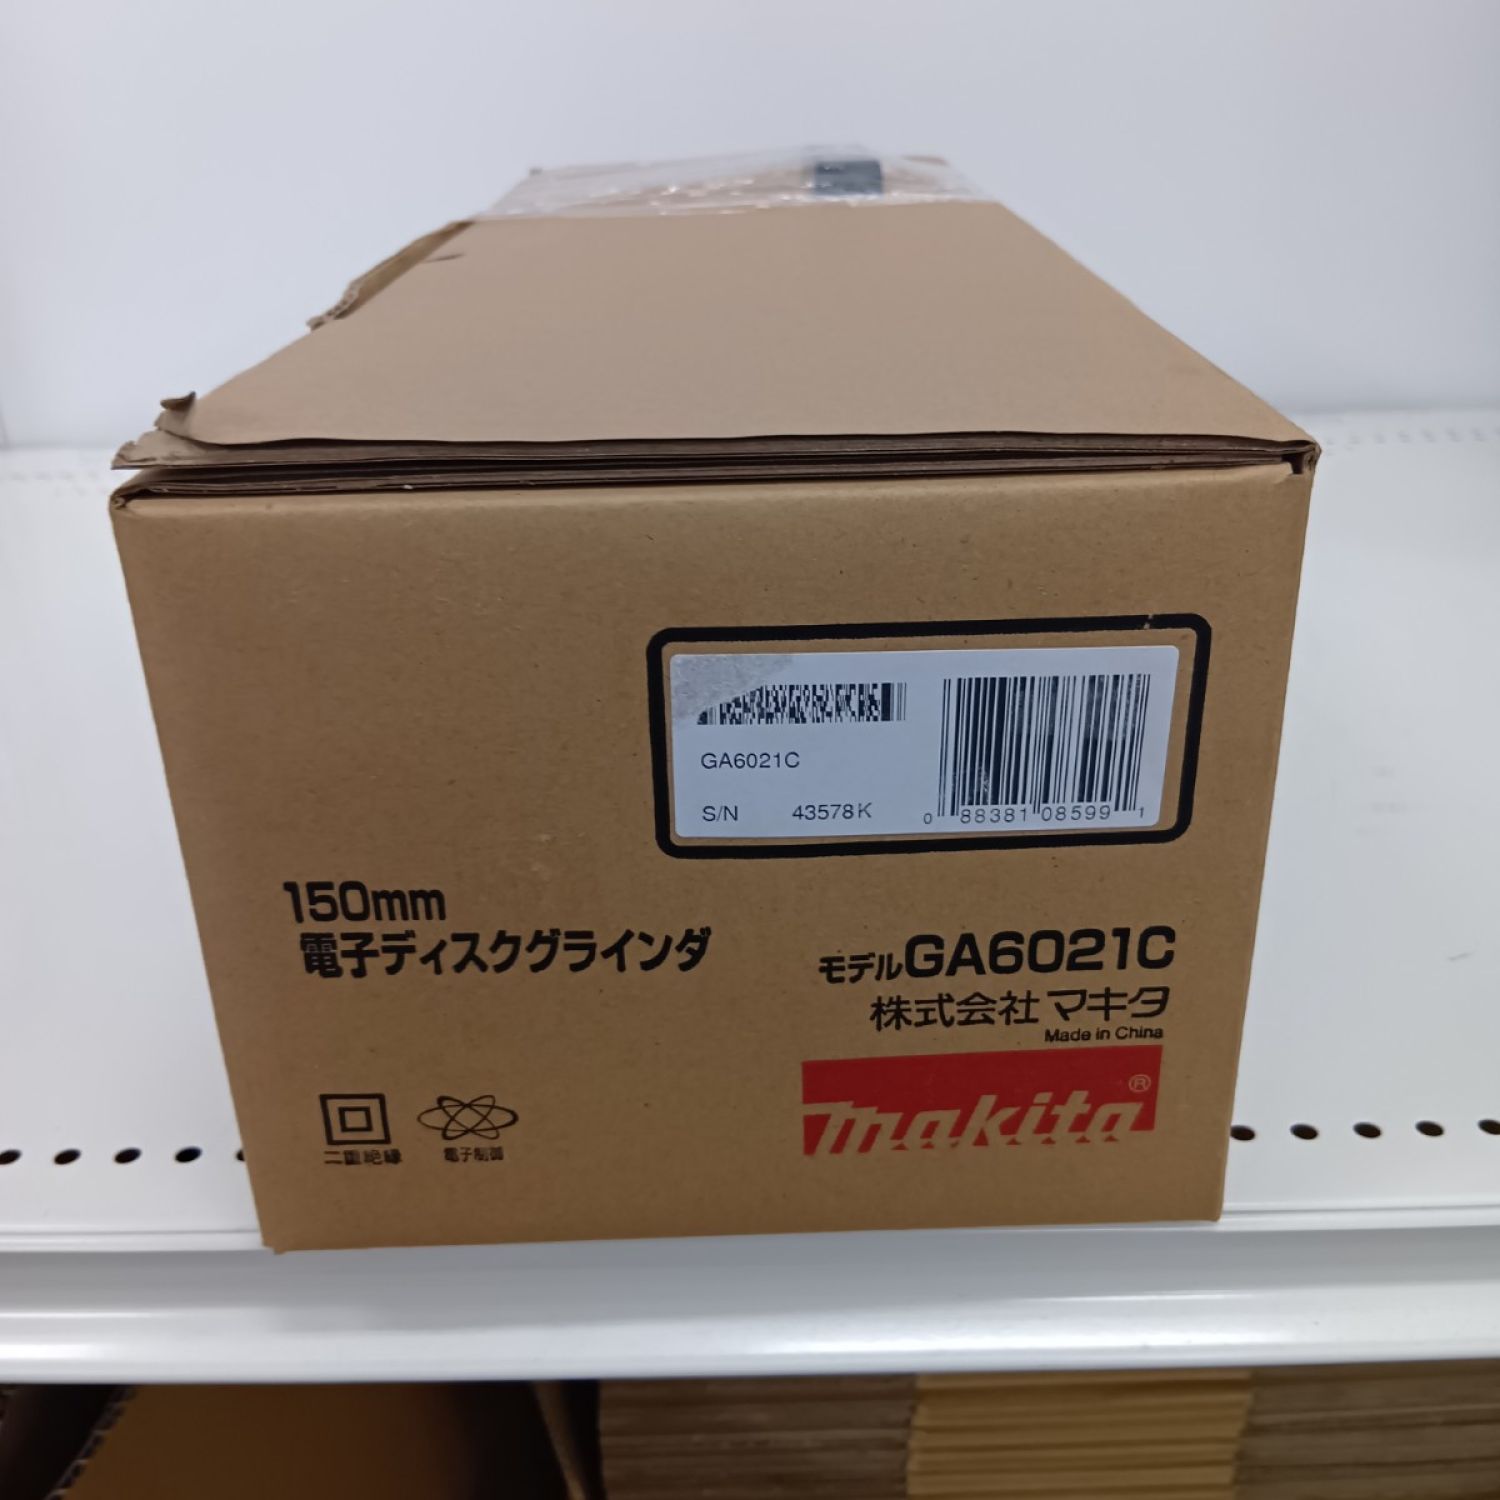 GA6021C
S/N 43578K
0 88381 08599 1
150mm
電子ディスクグラインダ
モデルGA6021C
株式会社マキタ
Made in China
makita®
二重絶縁
電子制御